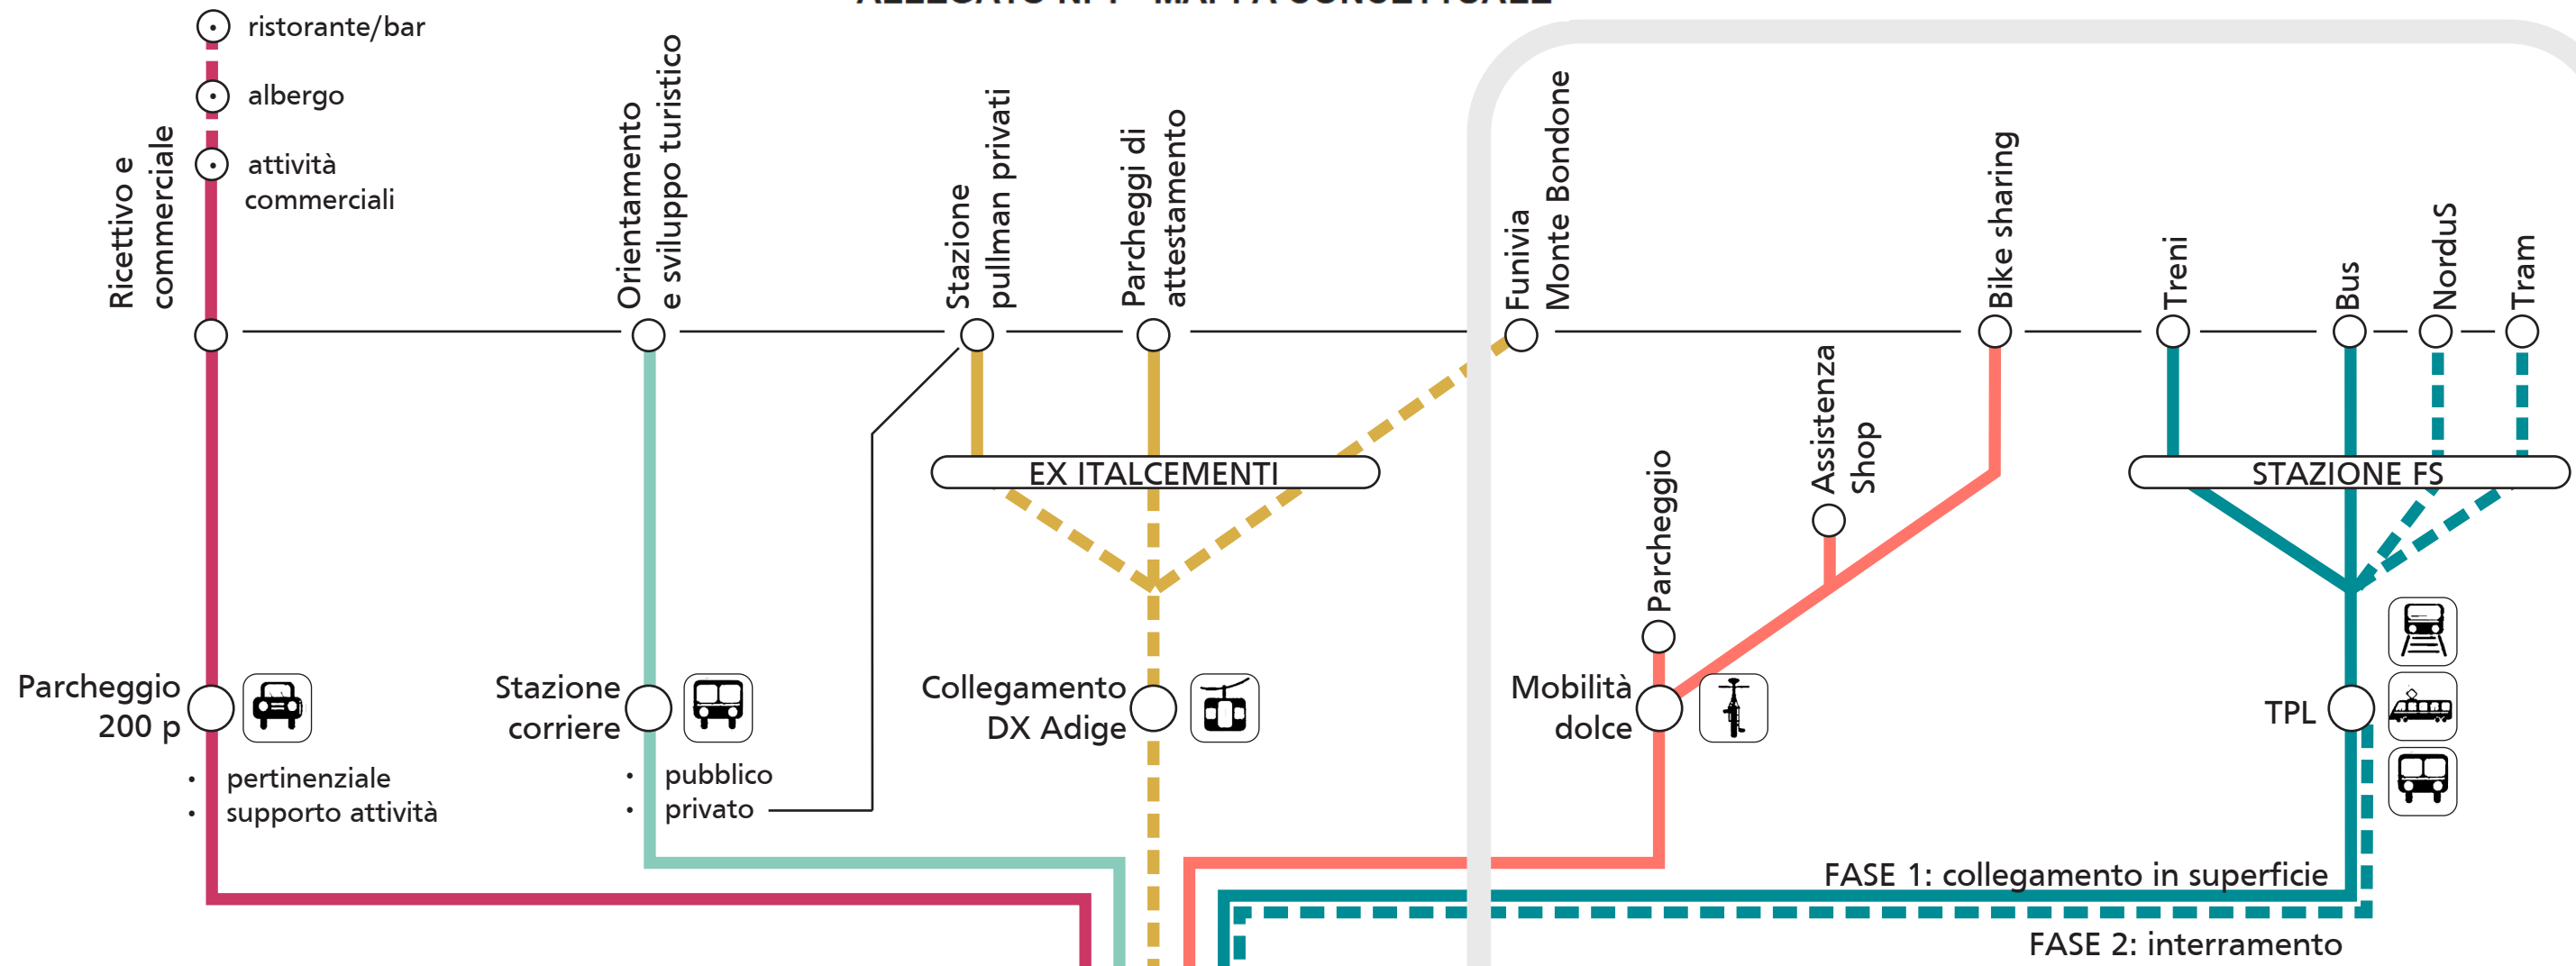 ristorante/bar
albergo
attività
commerciali
Ricettivo e
commerciale
Orientamento
e sviluppo turistico
Stazione
pullman privati
Parcheggi di
attestamento
Funivia
Monte Bondone
Bike sharing
Treni
Bus
NorduS
Tram
Assistenza
Shop
Parcheggio
EX ITALCEMENTI
STAZIONE FS
Parcheggio
200 p
• pertinenziale
• supporto attività
Stazione
corriere
• pubblico
• privato
Collegamento
DX Adige
Mobilità
dolce
TPL
FASE 1: collegamento in superficie
FASE 2: interramento